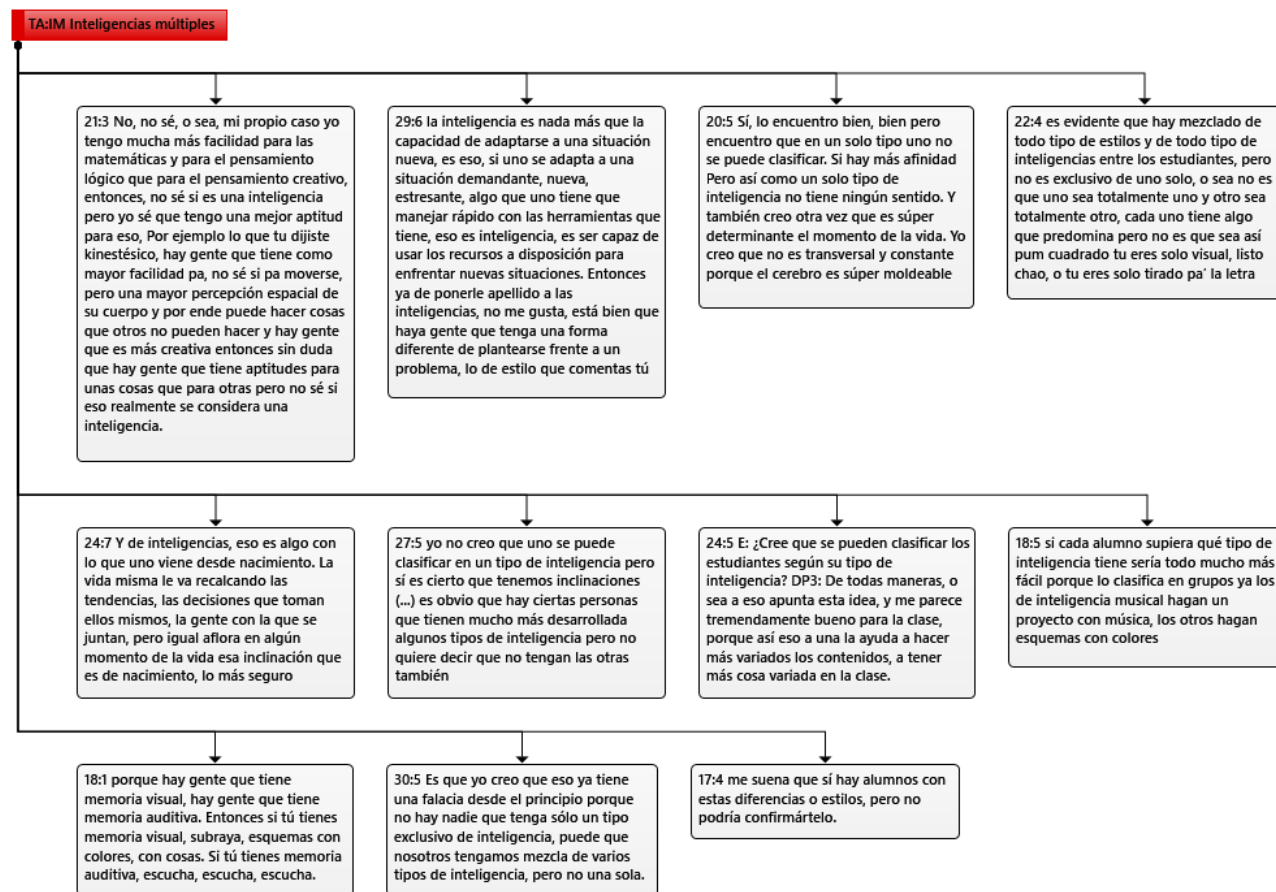 TA:IM Inteligencias múltiples
21:3 No, no sé, o sea, mi propio caso yo
tengo mucha más facilidad para las
matemáticas y para el pensamiento
lógico que para el pensamiento creativo,
entonces, no sé si es una inteligencia
pero yo sé que tengo una mejor aptitud
para eso, Por ejemplo lo que tu dijiste
kinestésico, hay gente que tiene como
mayor facilidad pa, no sé si pa moverse,
pero una mayor percepción espacial de
su cuerpo y por ende puede hacer cosas
que otros no pueden hacer y hay gente
que es más creativa entonces sin duda
que hay gente que tiene aptitudes para
unas cosas que para otras pero no sé si
eso realmente se considera una
inteligencia.
29:6 la inteligencia es nada más que la
capacidad de adaptarse a una situación
nueva, es eso, si uno se adapta a una
situación demandante, nueva,
estresante, algo que uno tiene que
manejar rápido con las herramientas que
tiene, eso es inteligencia, es ser capaz de
usar los recursos a disposición para
enfrentar nuevas situaciones. Entonces
ya de ponerle apellido a las
inteligencias, no me gusta, está bien que
haya gente que tenga una forma
diferente de plantearse frente a un
problema, lo de estilo que comentas tú
20:5 Sí, lo encuentro bien, bien pero
encuentro que en un solo tipo uno no
se puede clasificar. Si hay más afinidad
Pero así como un solo tipo de
inteligencia no tiene ningún sentido. Y
también creo otra vez que es súper
determinante el momento de la vida. Yo
creo que no es transversal y constante
porque el cerebro es súper moldeable
22:4 es evidente que hay mezclado de
todo tipo de estilos y de todo tipo de
inteligencias entre los estudiantes, pero
no es exclusivo de uno solo, o sea no es
que uno sea totalmente uno y otro sea
totalmente otro, cada uno tiene algo
que predomina pero no es que sea así
pum cuadrado tu eres solo visual, listo
chao, o tu eres solo tirado pa' la letra
24:7 Y de inteligencias, eso es algo con
lo que uno viene desde nacimiento. La
vida misma le va recalcando las
tendencias, las decisiones que toman
ellos mismos, la gente con la que se
juntan, pero igual aflora en algún
momento de la vida esa inclinación que
es de nacimiento, lo más seguro
27:5 yo no creo que uno se puede
clasificar en un tipo de inteligencia pero
sí es cierto que tenemos inclinaciones
(...) es obvio que hay ciertas personas
que tienen mucho más desarrollada
algunos tipos de inteligencia pero no
quiere decir que no tengan las otras
también
24:5 E: ¿Cree que se pueden clasificar los
estudiantes según su tipo de
inteligencia? DP3: De todas maneras, o
sea a eso apunta esta idea, y me parece
tremendamente bueno para la clase,
porque así eso a una la ayuda a hacer
más variados los contenidos, a tener
más cosa variada en la clase.
18:5 si cada alumno supiera qué tipo de
inteligencia tiene sería todo mucho más
fácil porque lo clasifica en grupos ya los
de inteligencia musical hagan un
proyecto con música, los otros hagan
esquemas con colores
18:1 porque hay gente que tiene
memoria visual, hay gente que tiene
memoria auditiva. Entonces si tú tienes
memoria visual, subraya, esquemas con
colores, con cosas. Si tú tienes memoria
auditiva, escucha, escucha, escucha.
30:5 Es que yo creo que eso ya tiene
una falacia desde el principio porque
no hay nadie que tenga sólo un tipo
exclusivo de inteligencia, puede que
nosotros tengamos mezcla de varios
tipos de inteligencia, pero no una sola.
17:4 me suena que sí hay alumnos con
estas diferencias o estilos, pero no
podría confirmártelo.